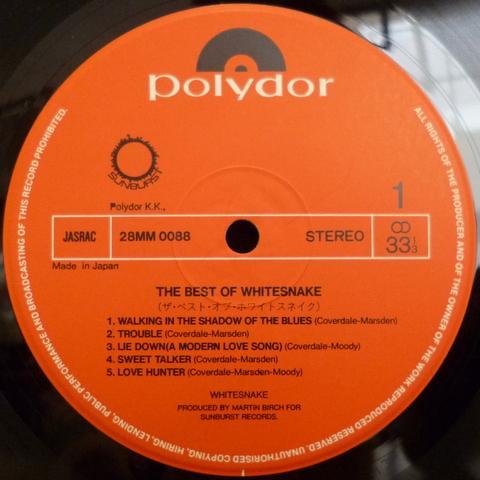 polydor
SUNBURST
Polydor K.K.,
1
JASRAC
28MM 0088
STEREO
33 1/3
Made in Japan
THE BEST OF WHITESNAKE
(ザ・ベスト・オブ・ホワイトスネイク)
1. WALKING IN THE SHADOW OF THE BLUES (Coverdale-Marsden)
2. TROUBLE (Coverdale-Marsden)
3. LIE DOWN(A MODERN LOVE SONG) (Coverdale-Moody)
4. SWEET TALKER (Coverdale-Marsden)
5. LOVE HUNTER (Coverdale-Marsden-Moody)
WHITESNAKE
PRODUCED BY MARTIN BIRCH FOR
SUNBURST RECORDS.
ALL RIGHTS OF THE PRODUCER AND OF THE OWNER OF THE WORK REPRODUCED RESERVED. UNAUTHORISED COPYING, HIRING, LENDING, PUBLIC PERFORMANCE AND BROADCASTING OF THIS RECORD PROHIBITED.